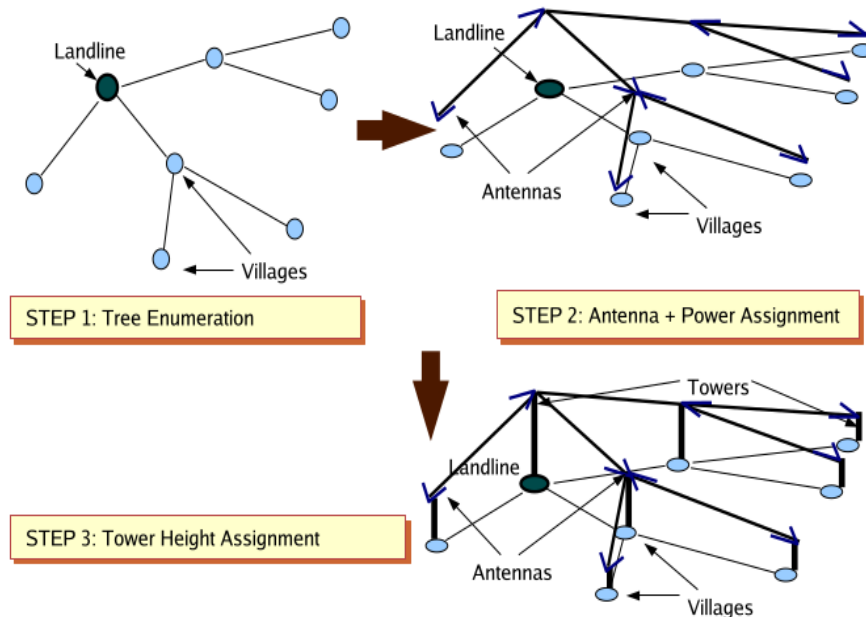 Landline
Villages
STEP 1: Tree Enumeration
Landline
Antennas
Villages
STEP 2: Antenna + Power Assignment
Towers
Landline
Antennas
Villages
STEP 3: Tower Height Assignment